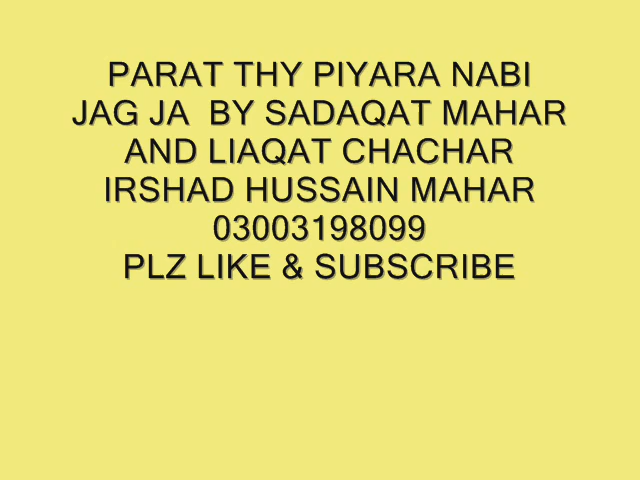 PARAT THY PIYARA NABI
JAG JA  BY SADAQAT MAHAR
AND LIAQAT CHACHAR
IRSHAD HUSSAIN MAHAR
03003198099
PLZ LIKE & SUBSCRIBE